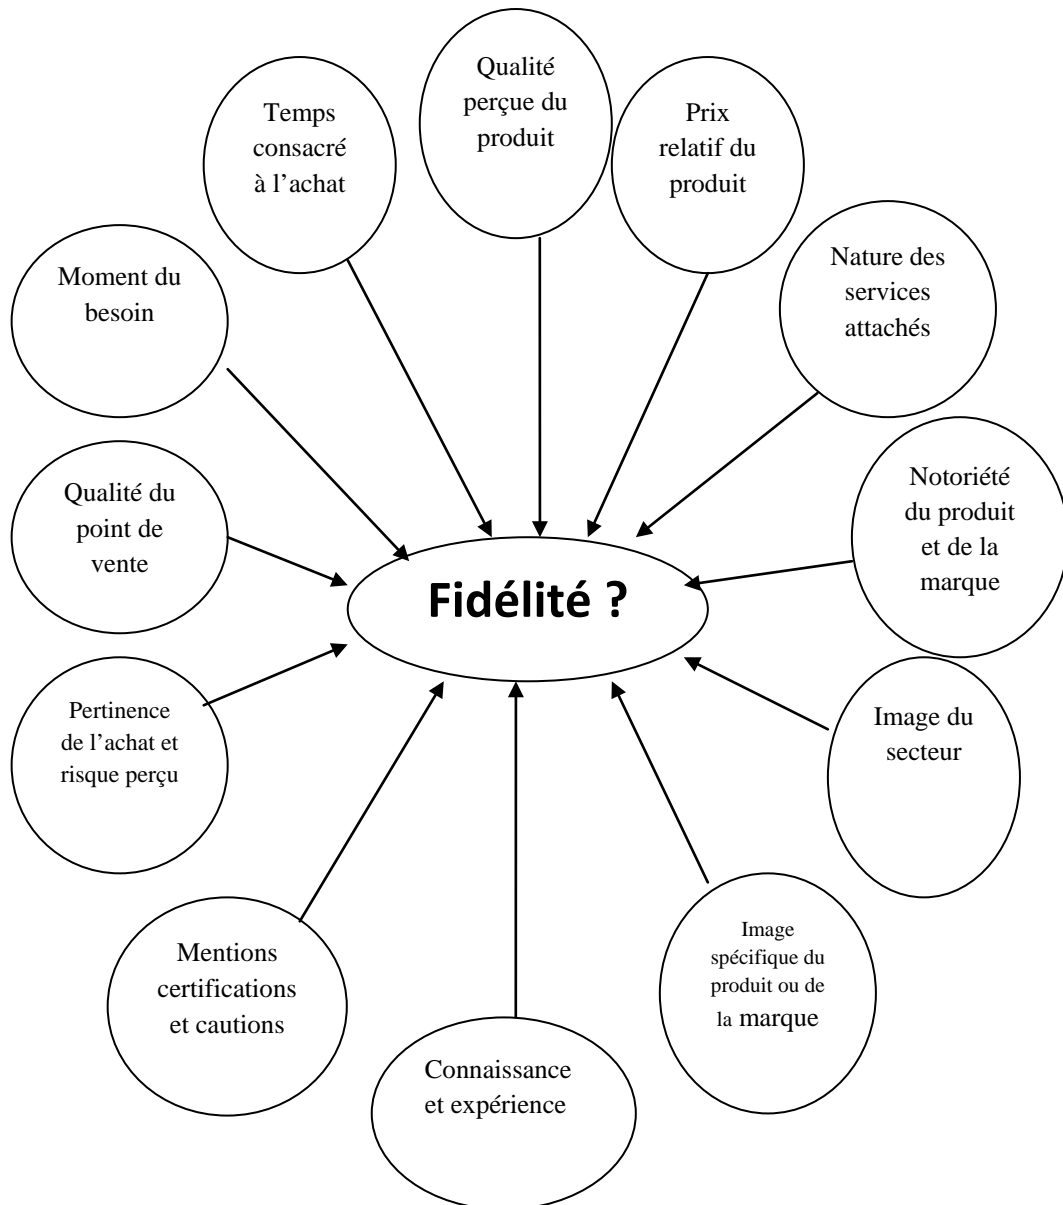 Qualité
perçue du
produit
Temps
consacré
à l’achat
Prix
relatif du
produit
Moment du
besoin
Nature des
services
attachés
Qualité du
point de
vente
Notoriété
du produit
et de la
marque
Fidélité ?
Pertinence
de l’achat et
risque perçu
Image du
secteur
Mentions
certifications
et cautions
Image
spécifique du
produit ou de
la marque
Connaissance
et expérience